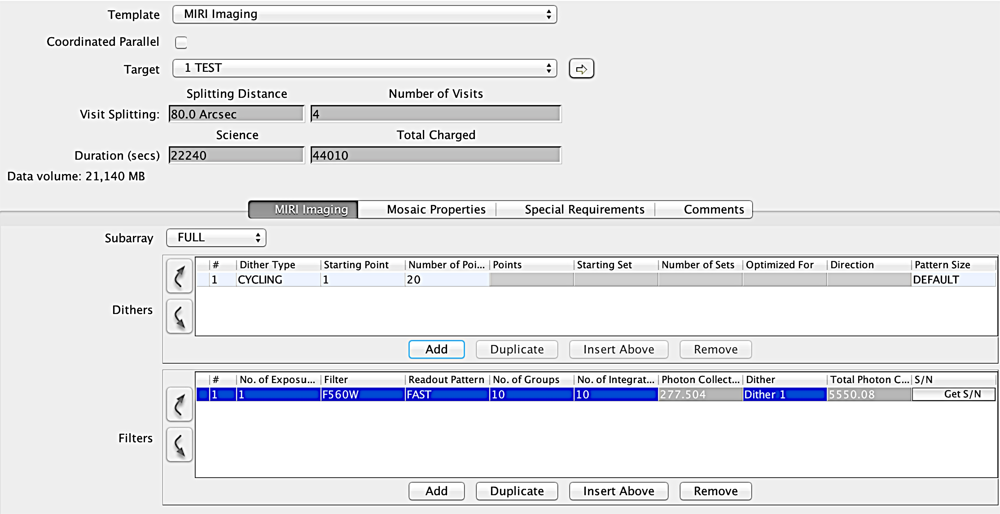 Template MIRI Imaging
Coordinated Parallel
Target 1 TEST
Splitting Distance Number of Visits
Visit Splitting: 80.0 Arcsec 4
Science Total Charged
Duration (secs) 22240 44010
Data volume: 21,140 MB
MIRI Imaging Mosaic Properties Special Requirements Comments
Subarray FULL
# Dither Type Starting Point Number of Poi... Points Starting Set Number of Sets Optimized For Direction Pattern Size
1 CYCLING 1 20 DEFAULT
Dithers
Add Duplicate Insert Above Remove
# No. of Exposu... Filter Readout Pattern No. of Groups No. of Integrat... Photon Collect... Dither Total Photon C... S/N
1 1 F560W FAST 10 10 277.504 Dither 1 5550.08 Get S/N
Filters
Add Duplicate Insert Above Remove